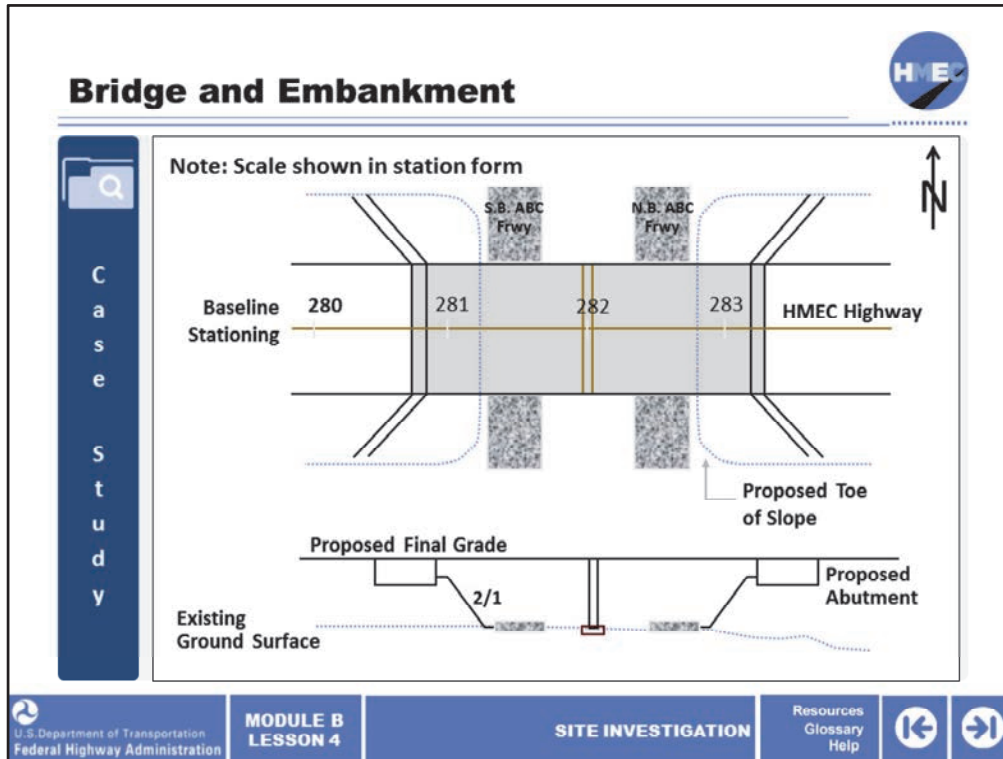 Bridge and Embankment
HMEC
Case Study
Note: Scale shown in station form
N
S.B. ABC
Frwy
N.B. ABC
Frwy
Baseline
Stationing
280
281
282
283
HMEC Highway
Proposed Toe
of Slope
Proposed Final Grade
2/1
Proposed
Abutment
Existing
Ground Surface
U.S.Department of Transportation
Federal Highway Administration
MODULE B
LESSON 4
SITE INVESTIGATION
Resources
Glossary
Help